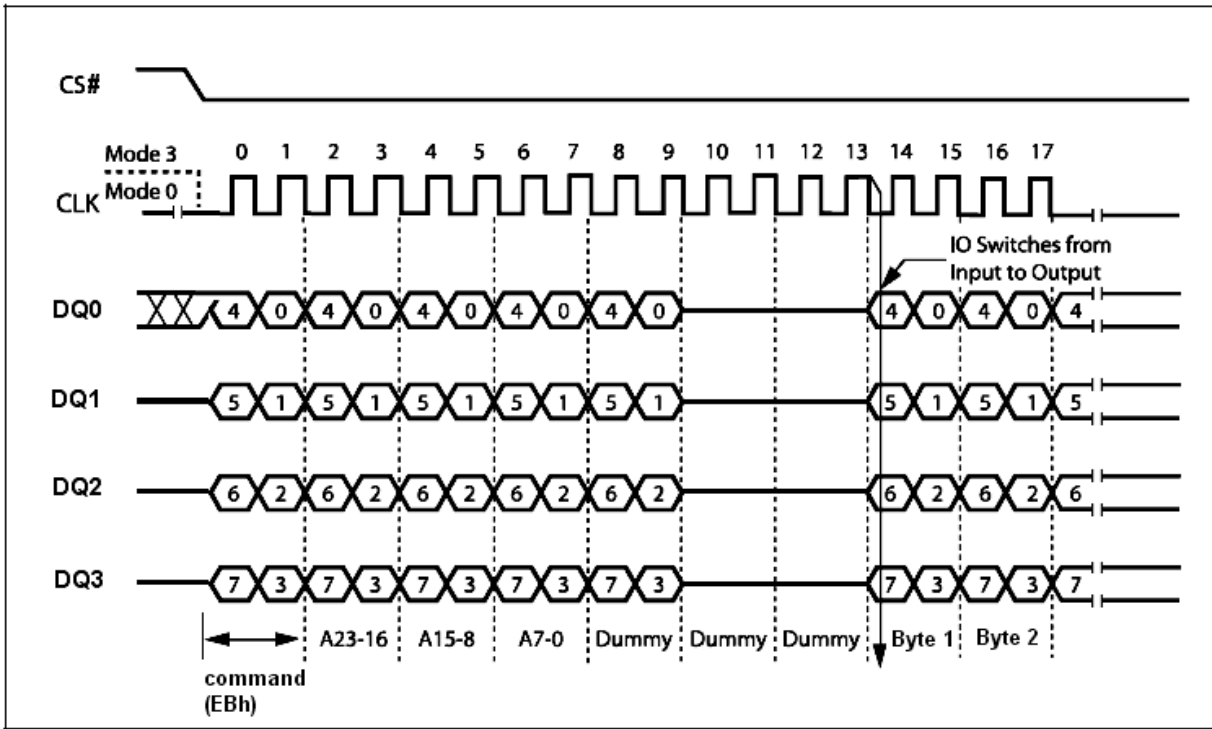 CS#
Mode 3
0 1 2 3 4 5 6 7 8 9 10 11 12 13 14 15 16 17
Mode 0
CLK
IO Switches from
Input to Output
DQ0 4 0 4 0 4 0 4 0 4 0 4 0 4 0 4
DQ1 5 1 5 1 5 1 5 1 5 1 5 1 5 1 5
DQ2 6 2 6 2 6 2 6 2 6 2 6 2 6 2 6
DQ3 7 3 7 3 7 3 7 3 7 3 7 3 7 3 7
A23-16 A15-8 A7-0 Dummy Dummy Dummy Byte 1 Byte 2
command
(EBh)